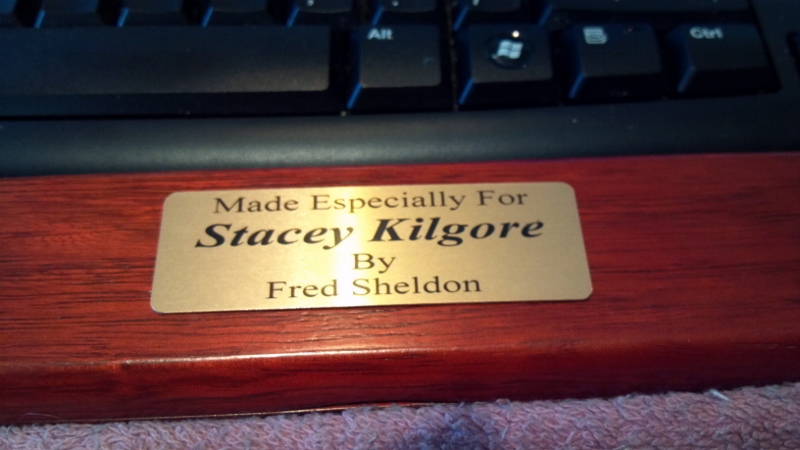 Alt Ctrl
Made Especially For
Stacey Kilgore
By
Fred Sheldon